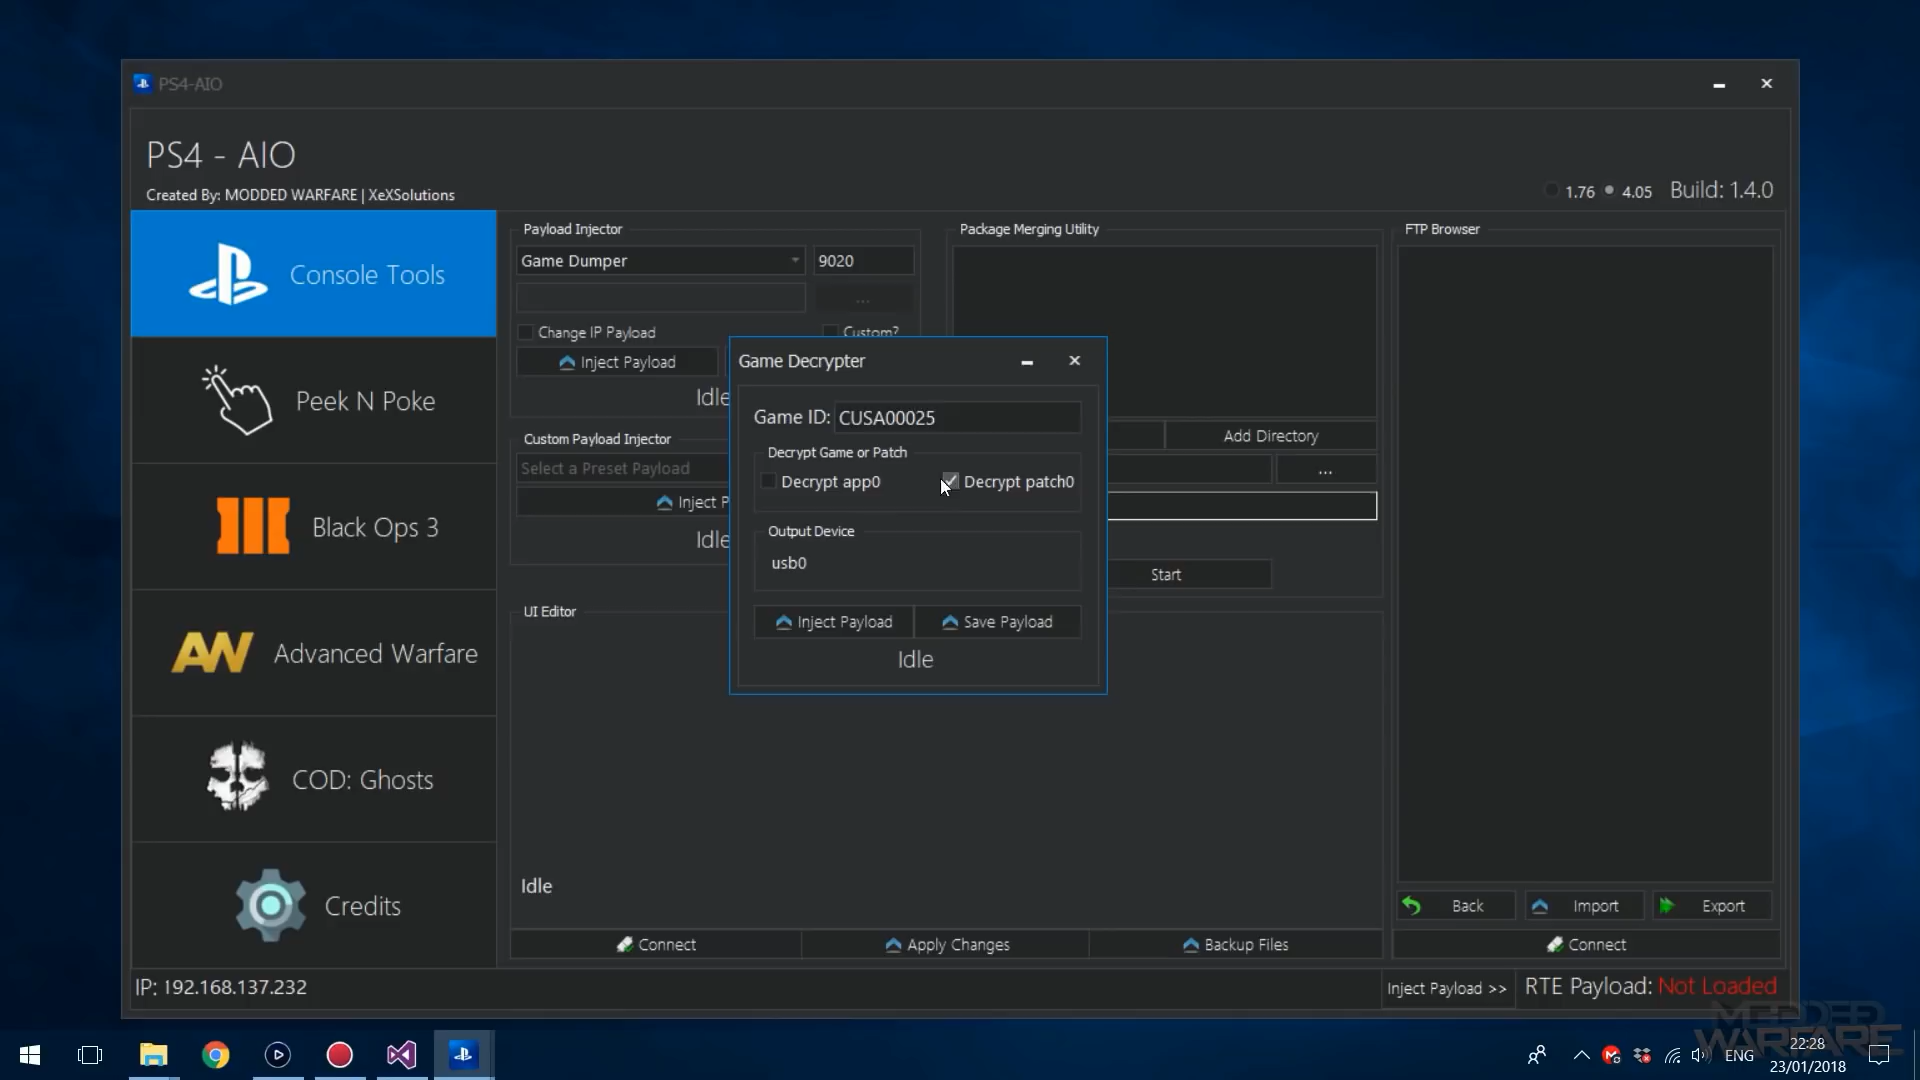 PS4-AIO
PS4 - AIO
Created By: MODDED WARFARE | XeXSolutions
1.76 4.05 Build: 1.4.0
Console Tools
Peek N Poke
Black Ops 3
AW Advanced Warfare
COD: Ghosts
Credits
Payload Injector
Game Dumper 9020
...
Change IP Payload Custom?
Inject Payload
Idle
Custom Payload Injector
Select a Preset Payload
Inject P
Idle
Package Merging Utility
Add Directory
...
Start
Game Decrypter
Game ID: CUSA00025
Decrypt Game or Patch
Decrypt app0 Decrypt patch0
Output Device
usb0
Inject Payload Save Payload
Idle
UI Editor
Idle
Connect Apply Changes Backup Files
FTP Browser
Back Import Export
Connect
IP: 192.168.137.232
Inject Payload >> RTE Payload: Not Loaded
MODDED
WARFARE
ENG
22:28
23/01/2018